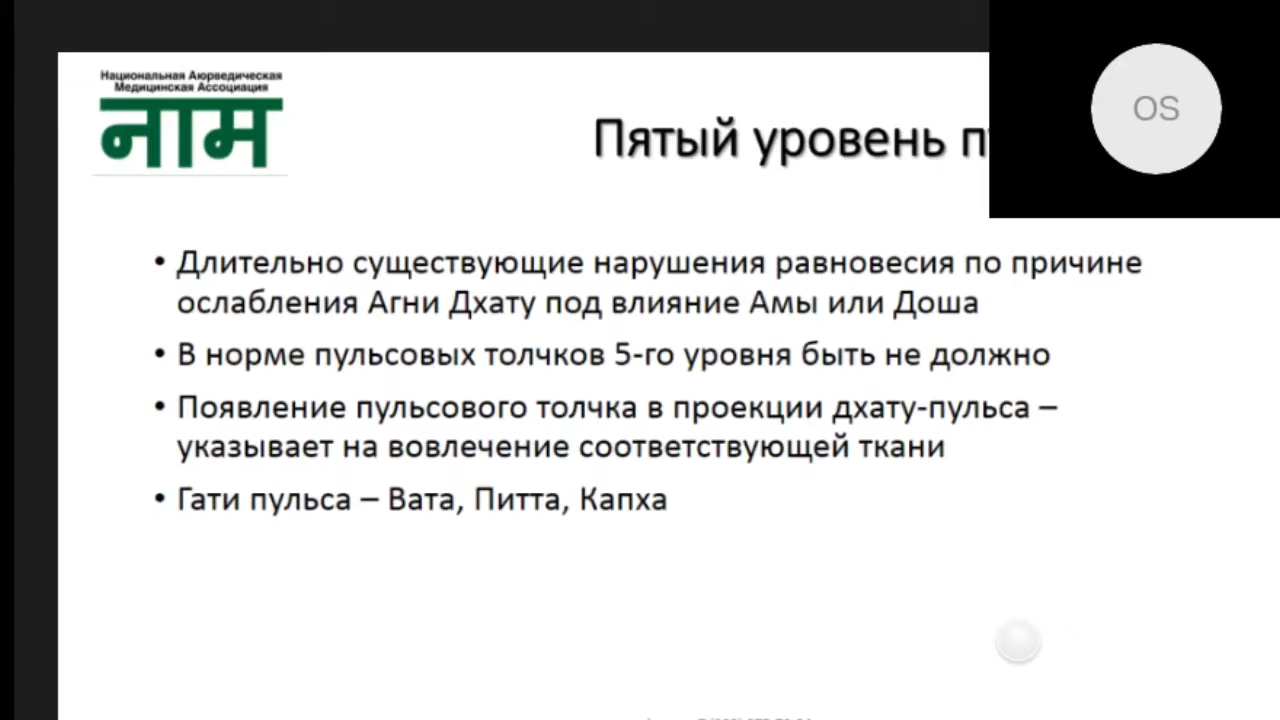 Национальная Аюрведическая
Медицинская Ассоциация
नाम
OS
Пятый уровень
• Длительно существующие нарушения равновесия по причине
ослабления Агни Дхату под влияние Амы или Доша
• В норме пульсовых толчков 5-го уровня быть не должно
• Появление пульсового толчка в проекции дхату-пульса –
указывает на вовлечение соответствующей ткани
• Гати пульса – Вата, Питта, Капха